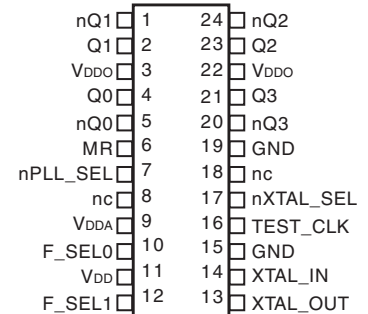 nQ1 1 24 nQ2
Q1 2 23 Q2
VDDO 3 22 VDDO
Q0 4 21 Q3
nQ0 5 20 nQ3
MR 6 19 GND
nPLL_SEL 7 18 nc
nc 8 17 nXTAL_SEL
VDDA 9 16 TEST_CLK
F_SEL0 10 15 GND
VDD 11 14 XTAL_IN
F_SEL1 12 13 XTAL_OUT